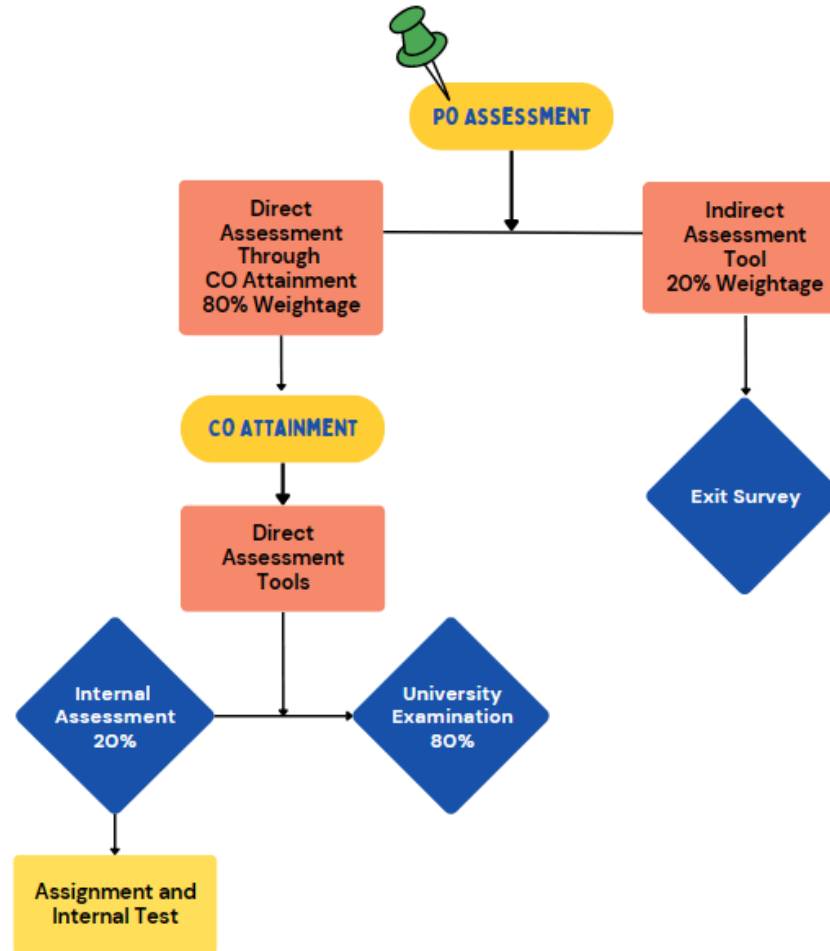 PO ASSESSMENT
Direct
Assessment
Through
CO Attainment
80% Weightage
Indirect
Assessment
Tool
20% Weightage
CO ATTAINMENT
Exit Survey
Direct
Assessment
Tools
Internal
Assessment
20%
University
Examination
80%
Assignment and
Internal Test